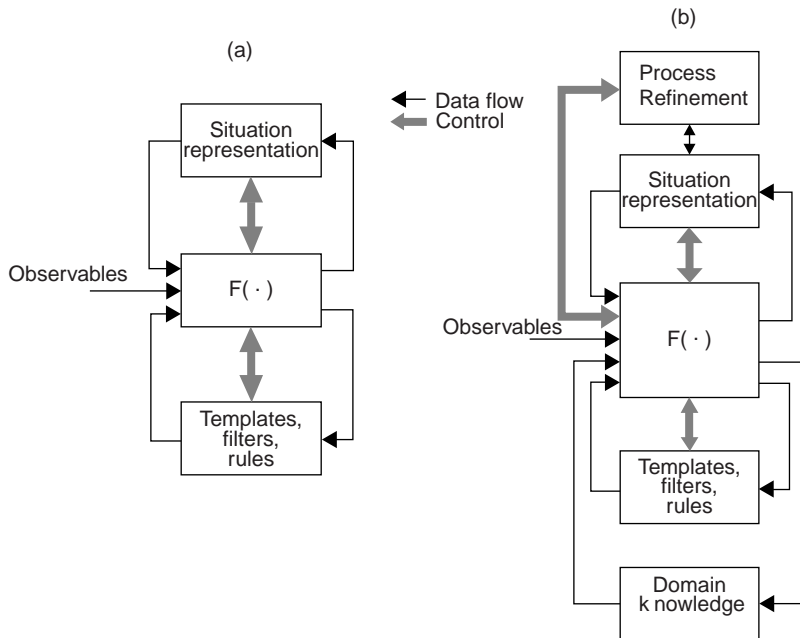 (a)
Situation
representation
Observables
F( · )
Templates,
filters,
rules
Data flow
Control
(b)
Process
Refinement
Situation
representation
Observables
F( · )
Templates,
filters,
rules
Domain
k nowledge